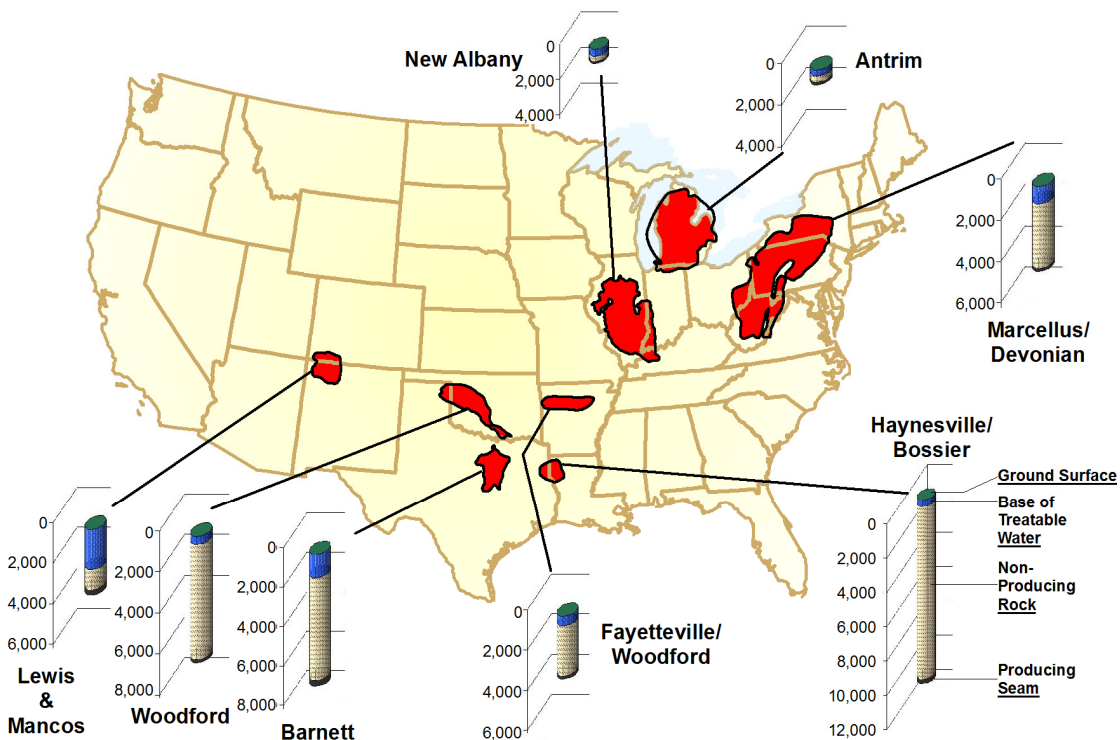 New Albany
0
2,000
4,000
Antrim
0
2,000
4,000
0
2,000
4,000
6,000
Marcellus/
Devonian
Haynesville/
Bossier
Ground Surface
Base of
Treatable
Water
Non-
Producing
Rock
Producing
Seam
0
2,000
4,000
6,000
8,000
10,000
12,000
0
2,000
4,000
6,000
Lewis
&
Mancos
0
2,000
4,000
6,000
8,000
Woodford
0
2,000
4,000
6,000
8,000
Barnett
0
2,000
4,000
6,000
Fayetteville/
Woodford